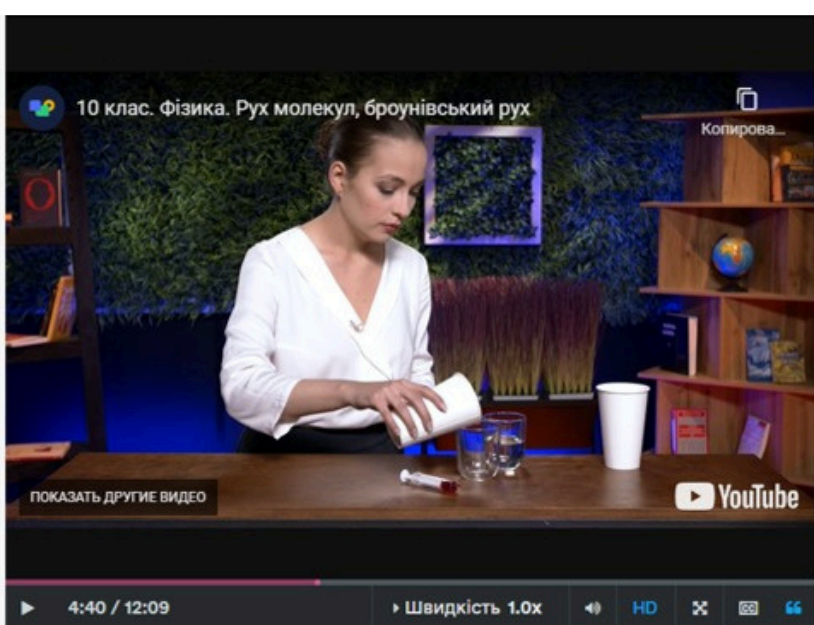 10 клас. Фізика. Рух молекул, броунівський рух
Копирова...
ПОКАЗАТЬ ДРУГИЕ ВИДЕО
YouTube
4:40 / 12:09
Швидкість 1.0x
HD
CC